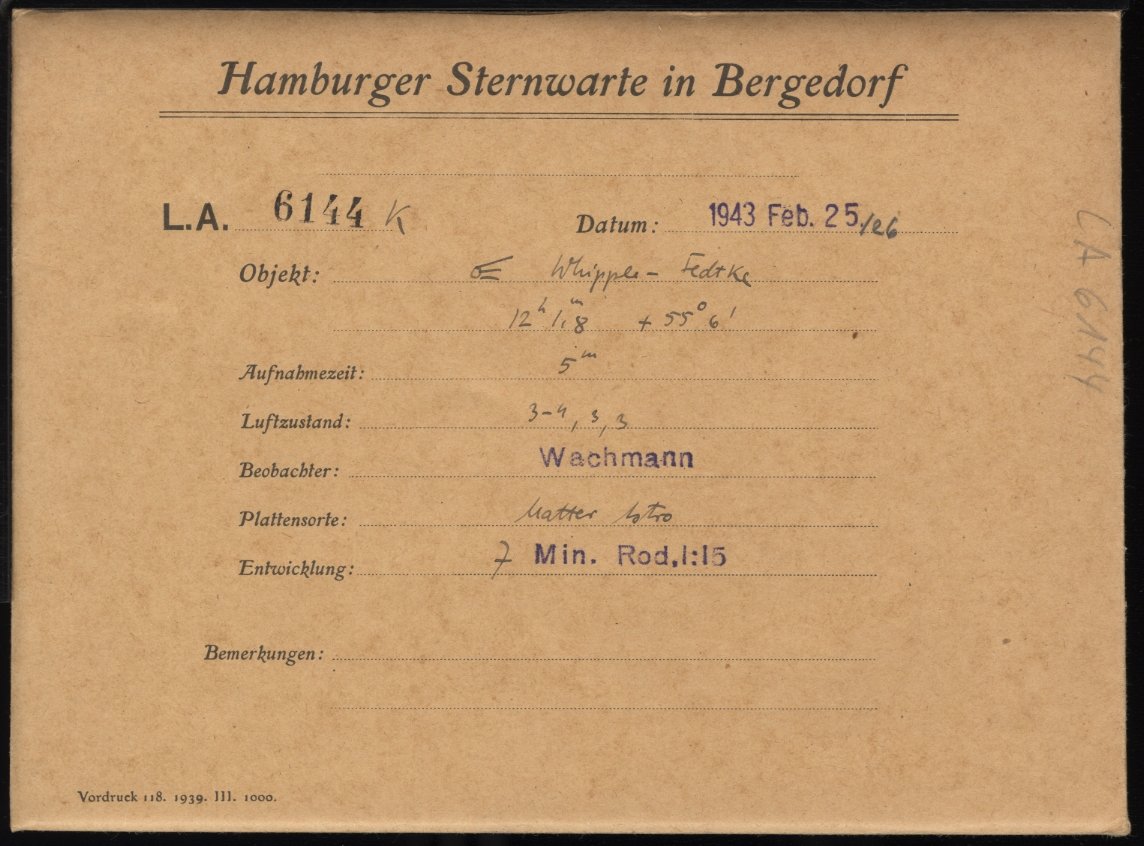 Hamburger Sternwarte in Bergedorf
L.A. 6144 K Datum: 1943 Feb. 25/26
Objekt: ☄ Whipple - Fedtke
12ʰ 1ᵐ,8 + 55° 6'
Aufnahmezeit: 5ᵐ
Luftzustand: 3-4, 3, 3
Beobachter: Wachmann
Plattensorte: Matter Astro
Entwicklung: 7 Min. Rod.1:15
Bemerkungen:
Vordruck 118. 1939. III. 1000.
LA 6144